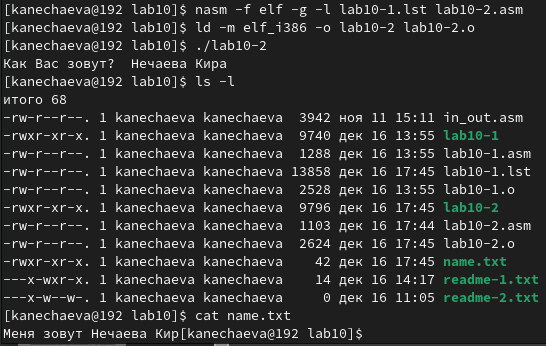 [kanechaeva@192 lab10]$ nasm -f elf -g -l lab10-1.lst lab10-2.asm
[kanechaeva@192 lab10]$ ld -m elf_i386 -o lab10-2 lab10-2.o
[kanechaeva@192 lab10]$ ./lab10-2
Как Вас зовут?  Нечаева Кира
[kanechaeva@192 lab10]$ ls -l
итого 68
-rw-r--r--. 1 kanechaeva kanechaeva  3942 ноя 11 15:11 in_out.asm
-rwxr-xr-x. 1 kanechaeva kanechaeva  9740 дек 16 13:55 lab10-1
-rw-r--r--. 1 kanechaeva kanechaeva  1288 дек 16 13:55 lab10-1.asm
-rw-r--r--. 1 kanechaeva kanechaeva 13858 дек 16 17:45 lab10-1.lst
-rw-r--r--. 1 kanechaeva kanechaeva  2528 дек 16 13:55 lab10-1.o
-rwxr-xr-x. 1 kanechaeva kanechaeva  9796 дек 16 17:45 lab10-2
-rw-r--r--. 1 kanechaeva kanechaeva  1103 дек 16 17:44 lab10-2.asm
-rw-r--r--. 1 kanechaeva kanechaeva  2624 дек 16 17:45 lab10-2.o
-rwxr-xr-x. 1 kanechaeva kanechaeva    42 дек 16 17:45 name.txt
---x-wxr-x. 1 kanechaeva kanechaeva    14 дек 16 14:17 readme-1.txt
---x-w--w-. 1 kanechaeva kanechaeva     0 дек 16 11:05 readme-2.txt
[kanechaeva@192 lab10]$ cat name.txt
Меня зовут Нечаева Кир[kanechaeva@192 lab10]$